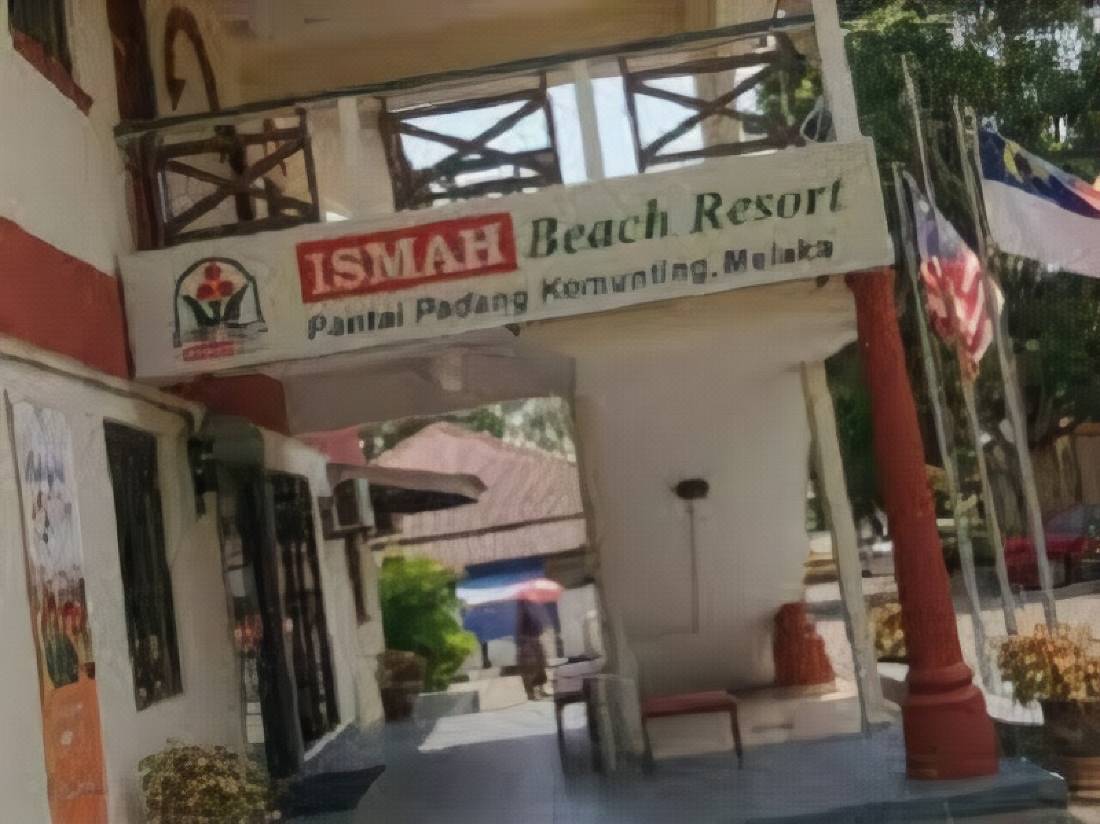 ISMAH Beach Resort
Pantai Padang Kemunting, Melaka